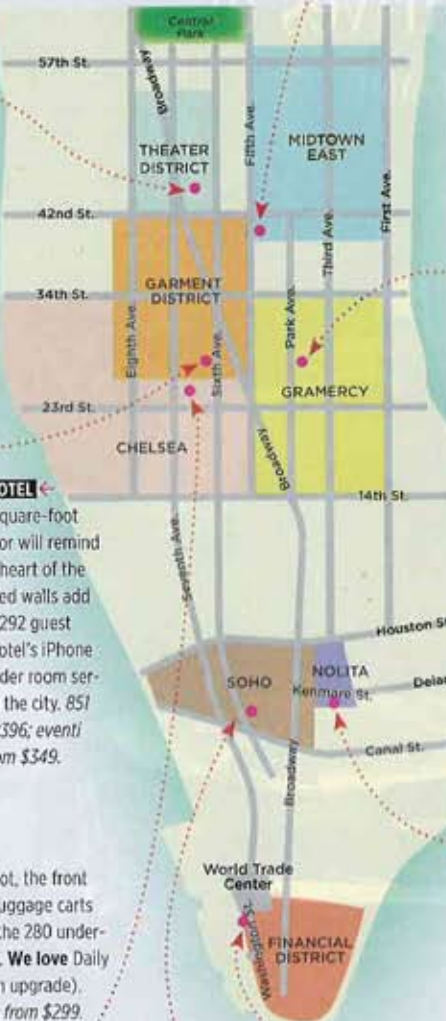 Central
Park
57th St.
Broadway
Fifth Ave.
MIDTOWN
EAST
THEATER
DISTRICT
First Ave.
Third Ave.
42nd St.
GARMENT
DISTRICT
34th St.
Eighth Ave.
Sixth Ave.
Park Ave.
GRAMERCY
23rd St.
CHELSEA
Broadway
14th St.
OTEL
quare-foot
or will remind
heart of the
ed walls add
292 guest
otel's iPhone
der room ser-
the city. 851
396; eventi
om $349.
Seventh Ave.
Houston St
SOHO
NOLITA
Kenmare St.
Delan
Canal St.
Broadway
ot, the front
uggage carts
the 280 under-
. We love Daily
n upgrade).
from $299.
World Trade
Center
Washington St.
FINANCIAL
DISTRICT